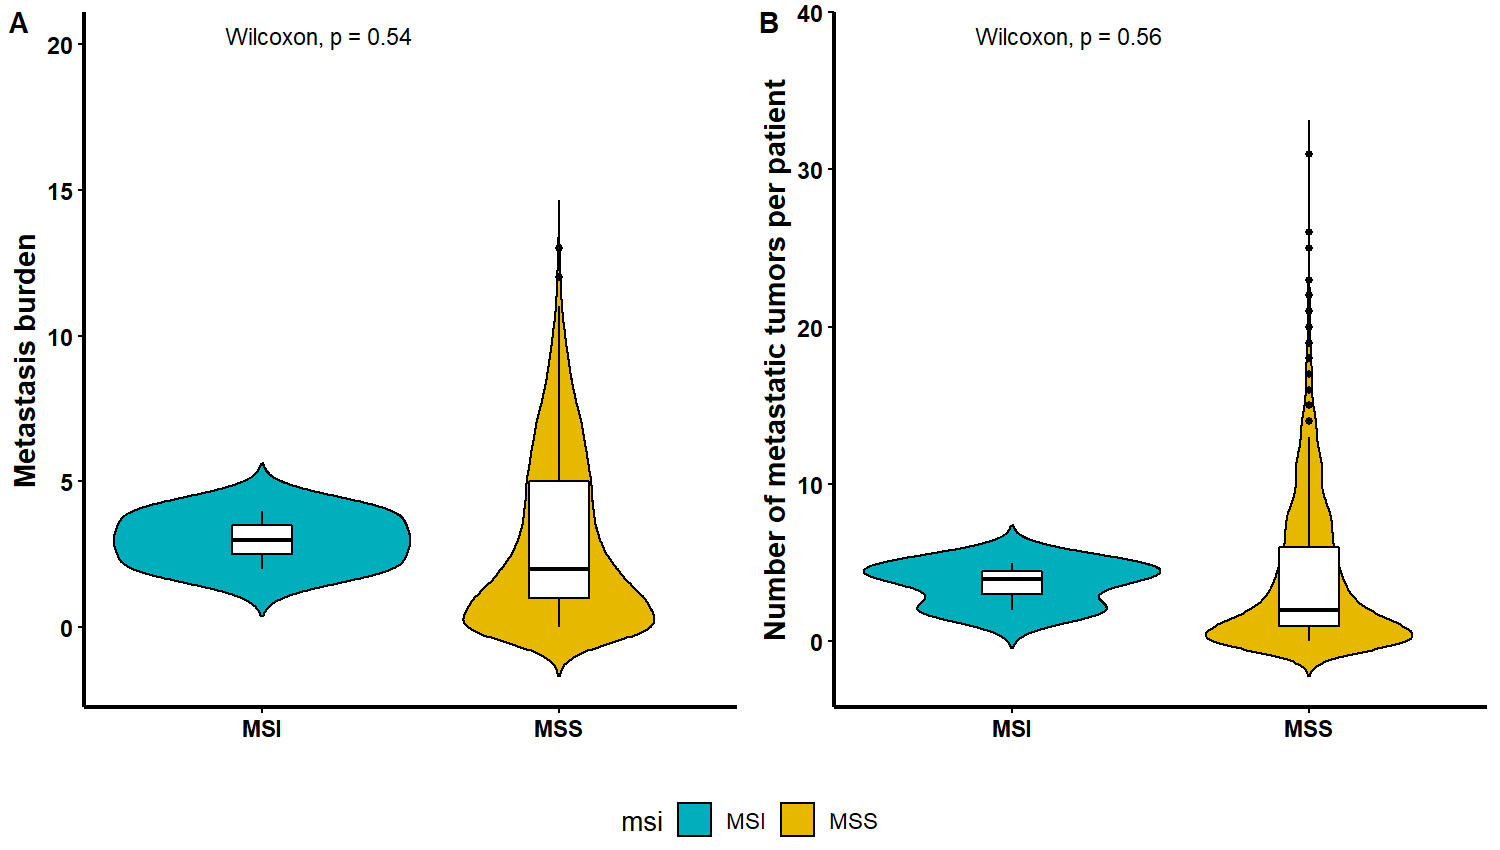 A
Wilcoxon, p = 0.54
Metastasis burden
20
15
10
5
0
MSI
MSS
B
Wilcoxon, p = 0.56
Number of metastatic tumors per patient
40
30
20
10
0
MSI
MSS
msi MSI MSS